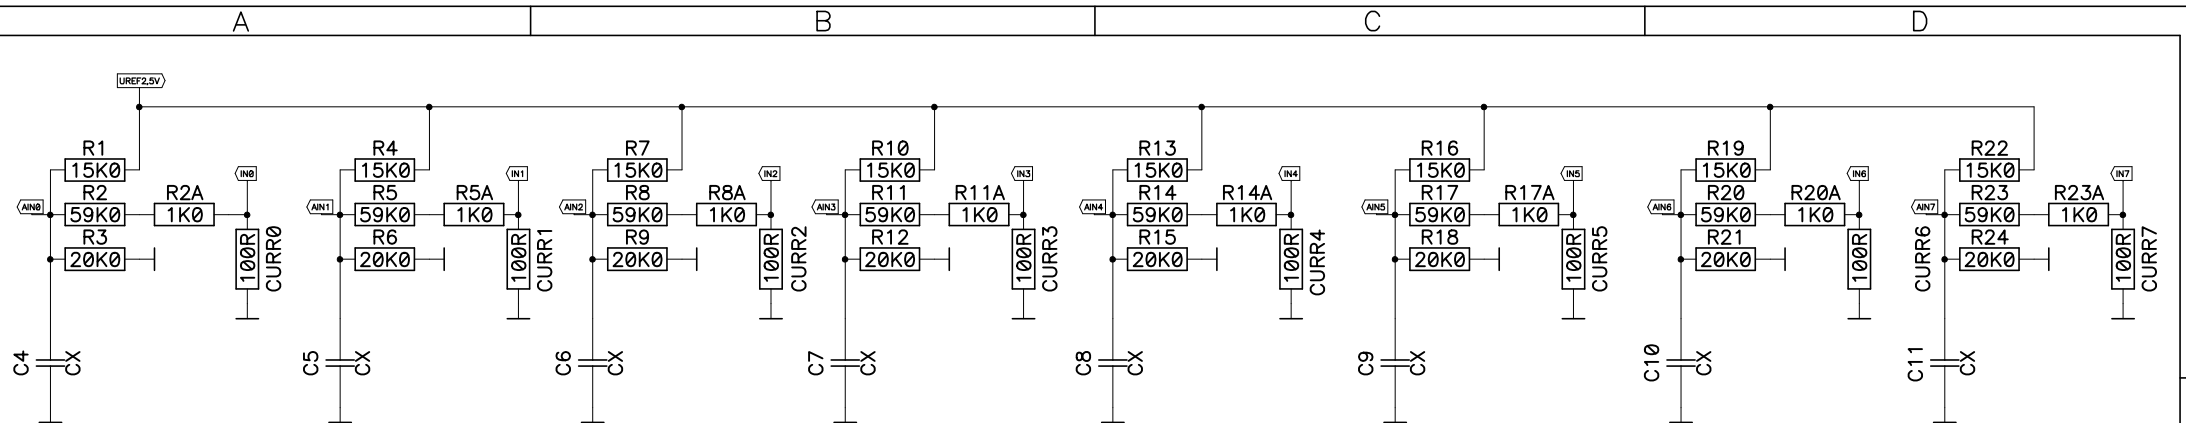 A B C D
UREF2,5V
R1 R4 R7 R10 R13 R16 R19 R22
15K0 15K0 15K0 15K0 15K0 15K0 15K0 15K0
IN0 IN1 IN2 IN3 IN4 IN5 IN6 IN7
R2 R2A R5 R5A R8 R8A R11 R11A R14 R14A R17 R17A R20 R20A R23 R23A
AIN0 59K0 1K0 AIN1 59K0 1K0 AIN2 59K0 1K0 AIN3 59K0 1K0 AIN4 59K0 1K0 AIN5 59K0 1K0 AIN6 59K0 1K0 AIN7 59K0 1K0
R3 R6 R9 R12 R15 R18 R21 R24
20K0 100R CURR0 20K0 100R CURR1 20K0 100R CURR2 20K0 100R CURR3 20K0 100R CURR4 20K0 100R CURR5 20K0 100R CURR6 20K0 100R CURR7
C4 CX C5 CX C6 CX C7 CX C8 CX C9 CX C10 CX C11 CX